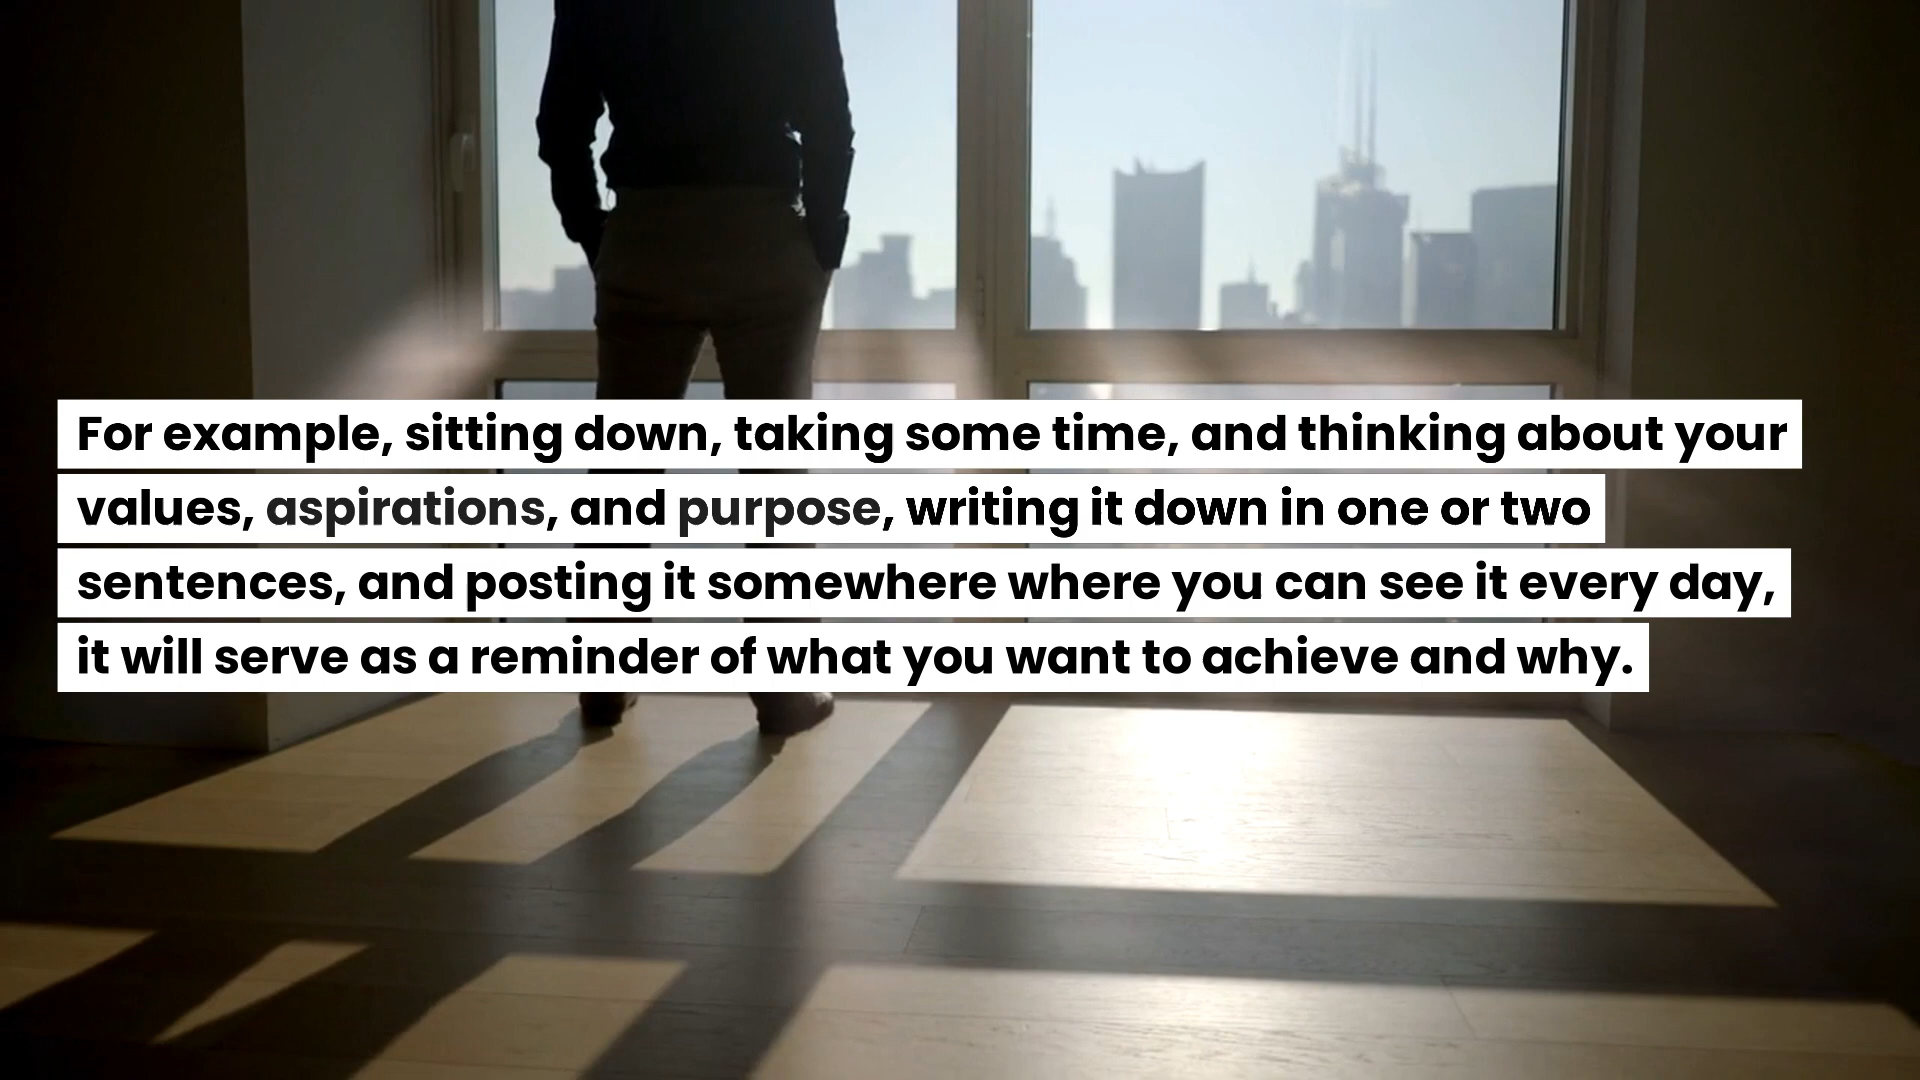 For example, sitting down, taking some time, and thinking about your
values, aspirations, and purpose, writing it down in one or two
sentences, and posting it somewhere where you can see it every day,
it will serve as a reminder of what you want to achieve and why.